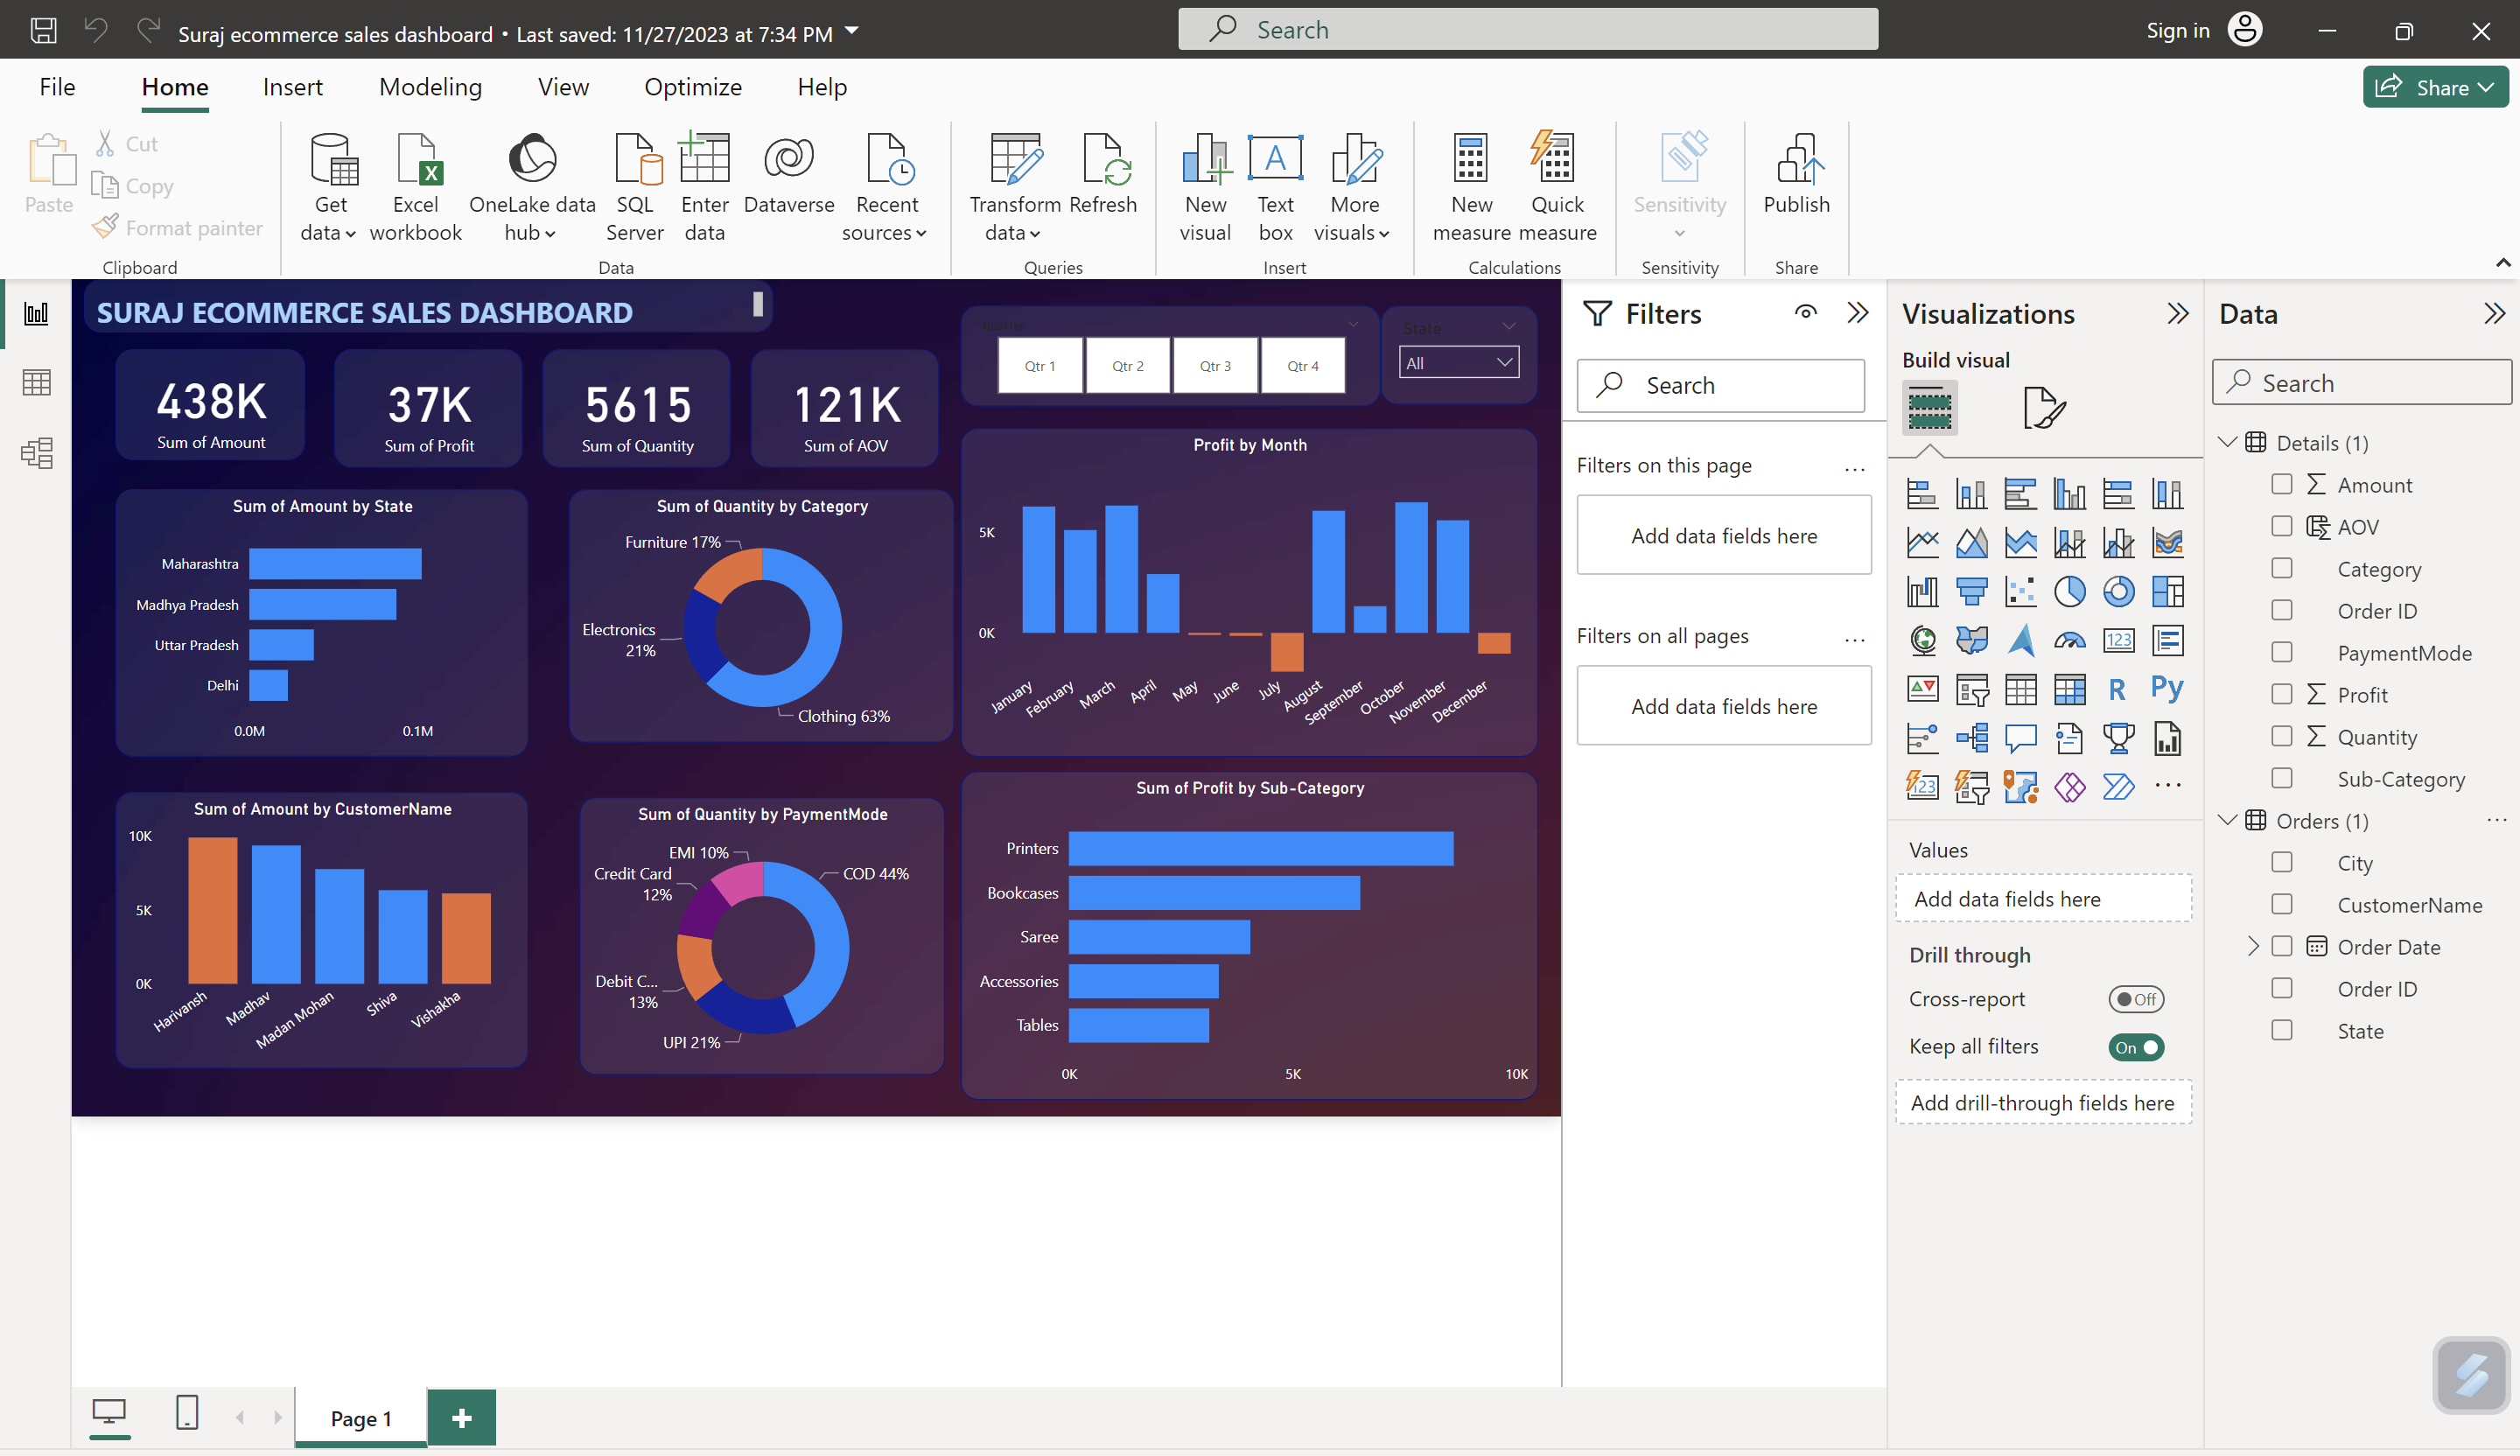 Suraj ecommerce sales dashboard • Last saved: 11/27/2023 at 7:34 PM
Search
Sign in
File
Home
Insert
Modeling
View
Optimize
Help
Share
Paste
Cut
Copy
Format painter
Clipboard
Get data
Excel workbook
OneLake data hub
SQL Server
Enter data
Dataverse
Recent sources
Data
Transform data
Refresh
Queries
New visual
Text box
More visuals
Insert
New measure
Quick measure
Calculations
Sensitivity
Sensitivity
Publish
Share
SURAJ ECOMMERCE SALES DASHBOARD
438K
Sum of Amount
37K
Sum of Profit
5615
Sum of Quantity
121K
Sum of AOV
Quarter
Qtr 1
Qtr 2
Qtr 3
Qtr 4
State
All
Sum of Amount by State
Maharashtra
Madhya Pradesh
Uttar Pradesh
Delhi
0.0M
0.1M
Sum of Quantity by Category
Furniture 17%
Electronics
21%
Clothing 63%
Profit by Month
5K
0K
January
February
March
April
May
June
July
August
September
October
November
December
Sum of Amount by CustomerName
10K
5K
0K
Harivansh
Madhav
Madan Mohan
Shiva
Vishakha
Sum of Quantity by PaymentMode
EMI 10%
Credit Card
12%
COD 44%
Debit C...
13%
UPI 21%
Sum of Profit by Sub-Category
Printers
Bookcases
Saree
Accessories
Tables
0K
5K
10K
Filters
Search
Filters on this page
...
Add data fields here
Filters on all pages
...
Add data fields here
Visualizations
Build visual
123
R
Py
123
...
Values
Add data fields here
Drill through
Cross-report
Off
Keep all filters
On
Add drill-through fields here
Data
Search
Details (1)
Amount
AOV
Category
Order ID
PaymentMode
Profit
Quantity
Sub-Category
Orders (1)
...
City
CustomerName
Order Date
Order ID
State
Page 1
+